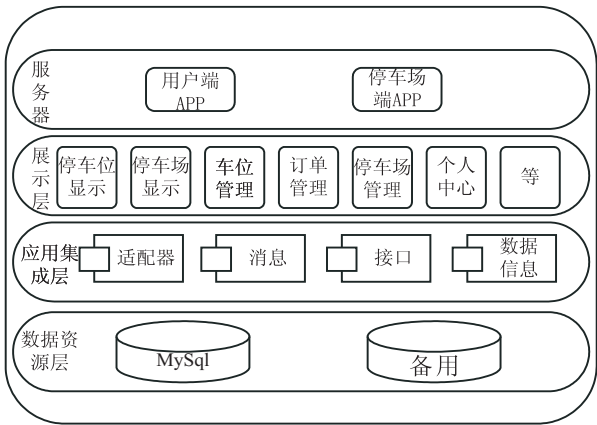 服
务
器
用户端
APP
停车场
端APP
展
示
层
停车位
显示
停车场
显示
车位
管理
订单
管理
停车场
管理
个人
中心
等
应用集
成层
适配器
消息
接口
数据
信息
数据资
源层
MySql
备用